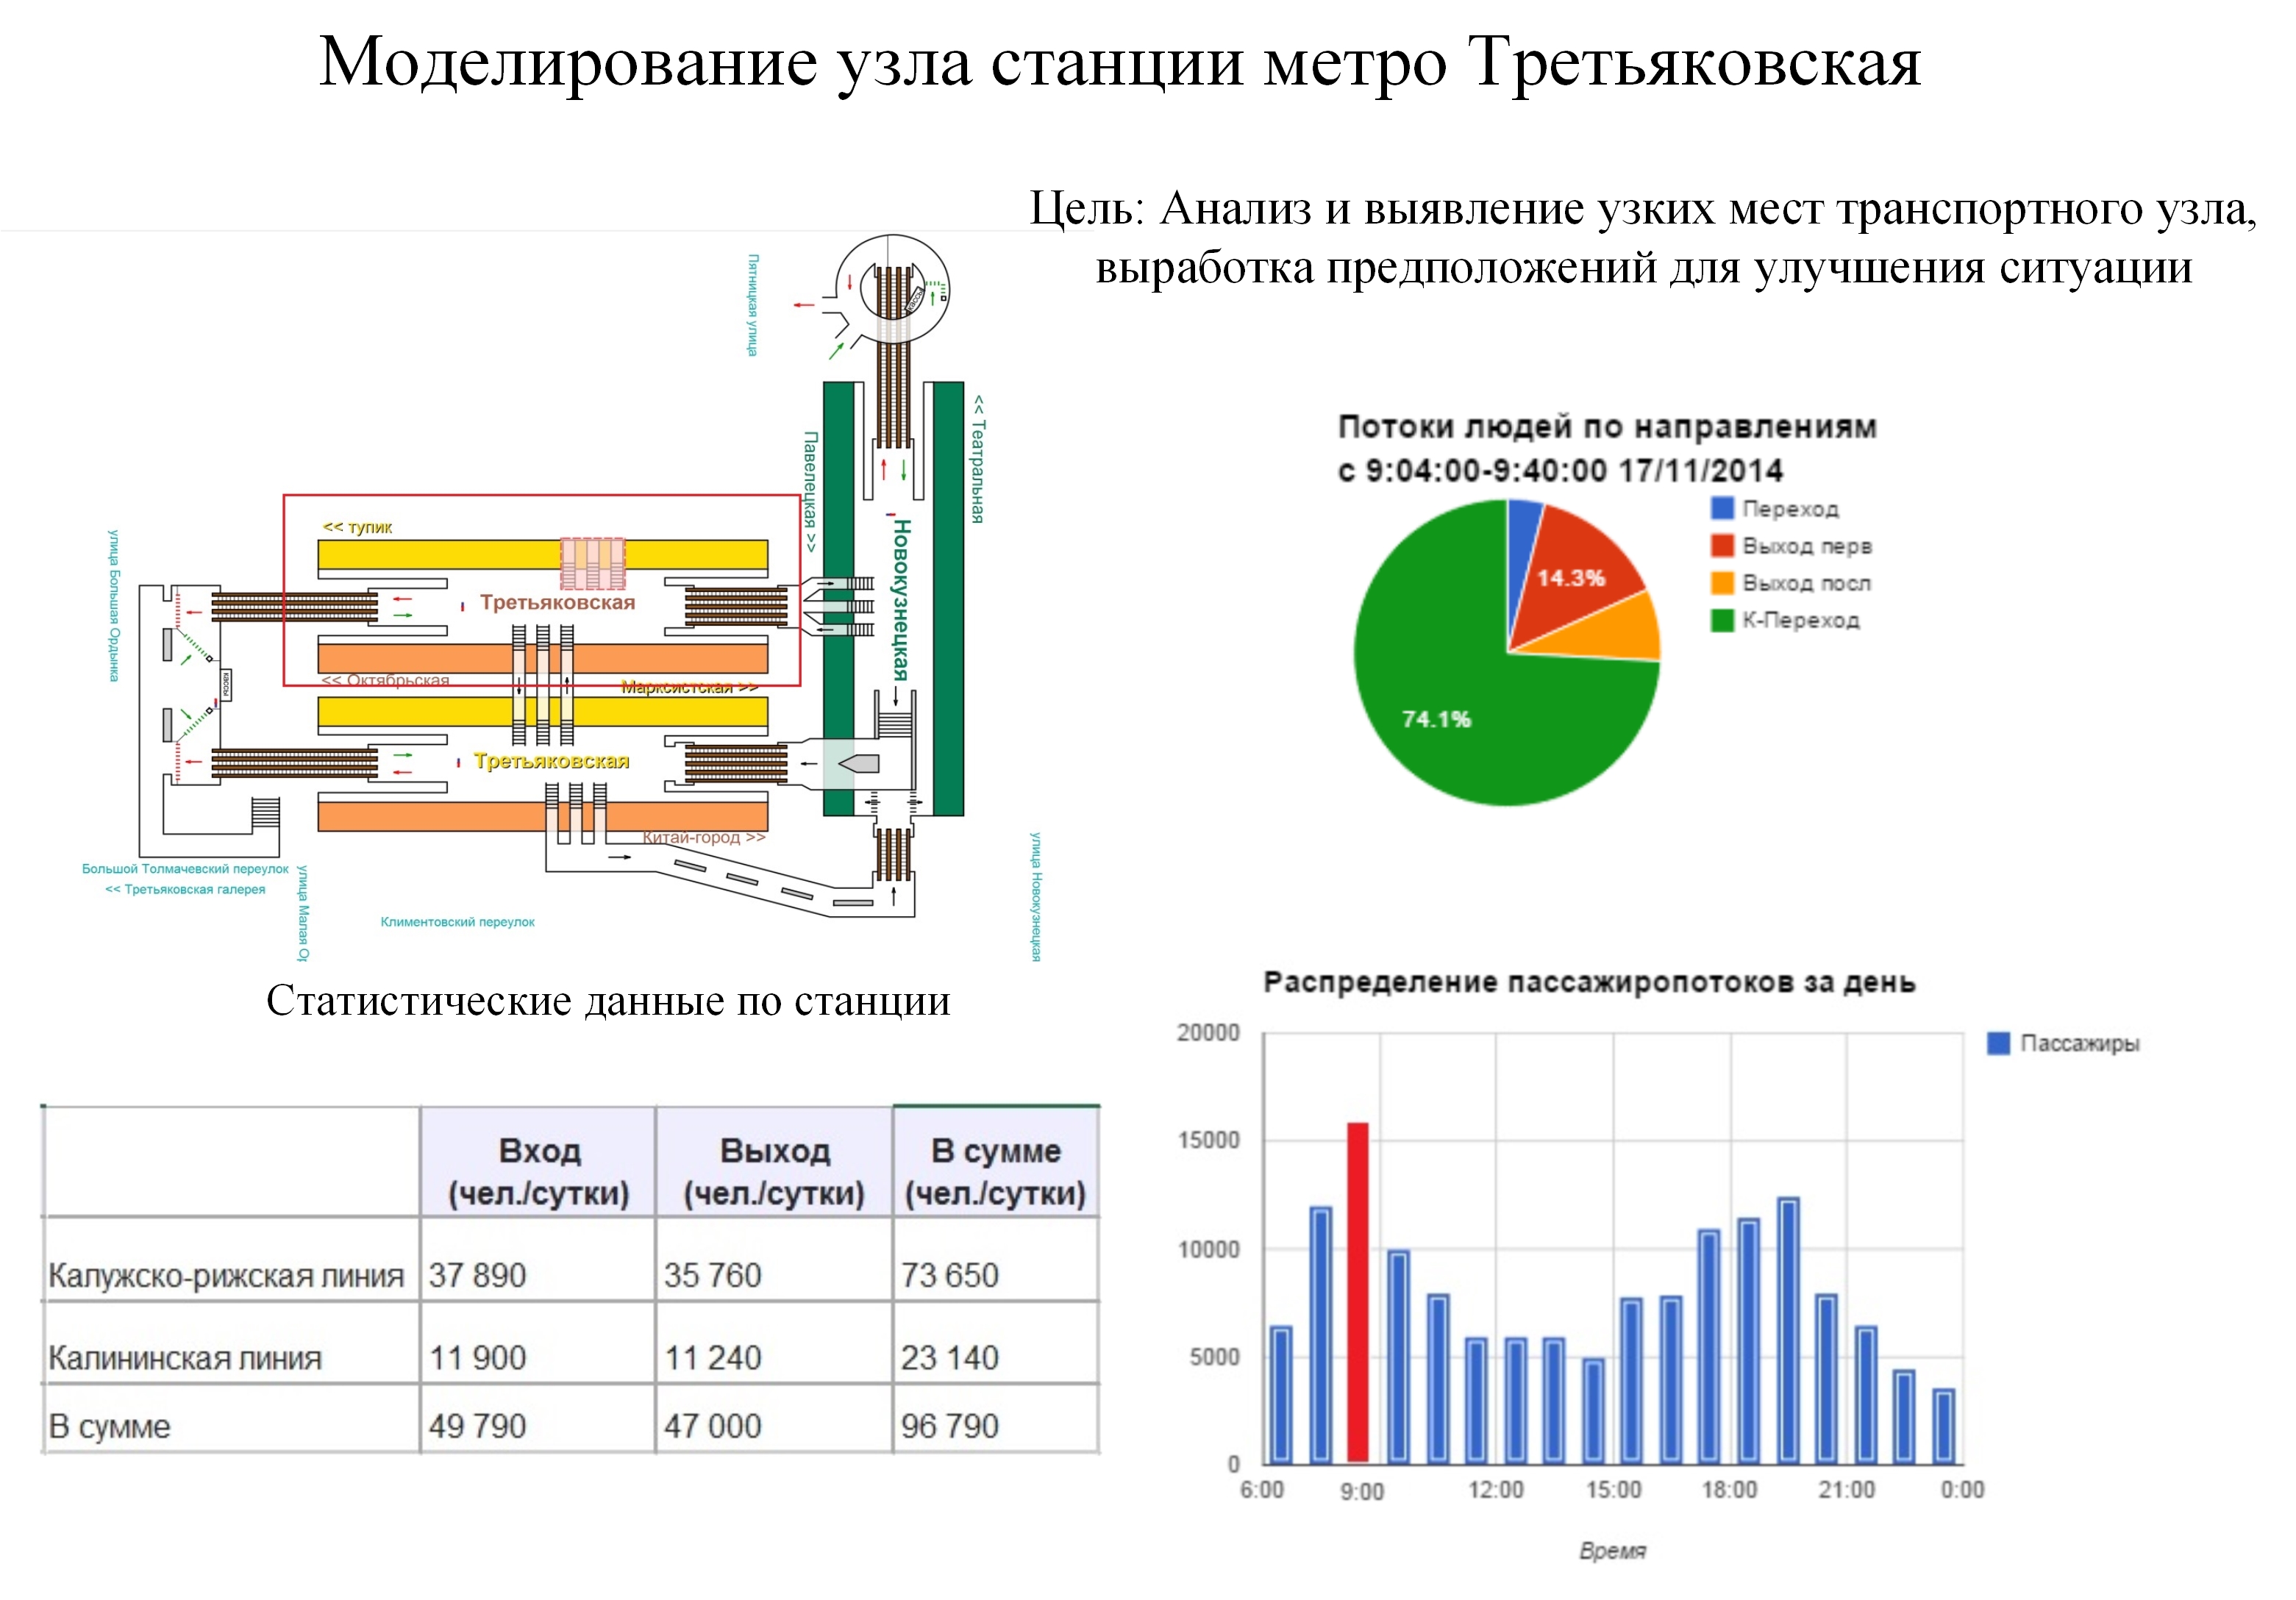 Моделирование узла станции метро Третьяковская
Цель: Анализ и выявление узких мест транспортного узла,
выработка предположений для улучшения ситуации
Пятницкая улица
касса
<< Театральная
Павелецкая >>
Новокузнецкая
улица Большая Ордынка
<< тупик
Третьяковская
<< Октябрьская
Марксистская >>
касса
Третьяковская
Китай-город >>
улица Новокузнецкая
Большой Толмачевский переулок
<< Третьяковская галерея
улица Малая Ор
Климентовский переулок
Потоки людей по направлениям
с 9:04:00-9:40:00 17/11/2014
Переход
Выход перв
Выход посл
К-Переход
14.3%
74.1%
Статистические данные по станции
Вход (чел./сутки)
Выход (чел./сутки)
В сумме (чел./сутки)
Калужско-рижская линия 37 890 35 760 73 650
Калининская линия 11 900 11 240 23 140
В сумме 49 790 47 000 96 790
Распределение пассажиропотоков за день
Пассажиры
20000
15000
10000
5000
0
6:00 9:00 12:00 15:00 18:00 21:00 0:00
Время